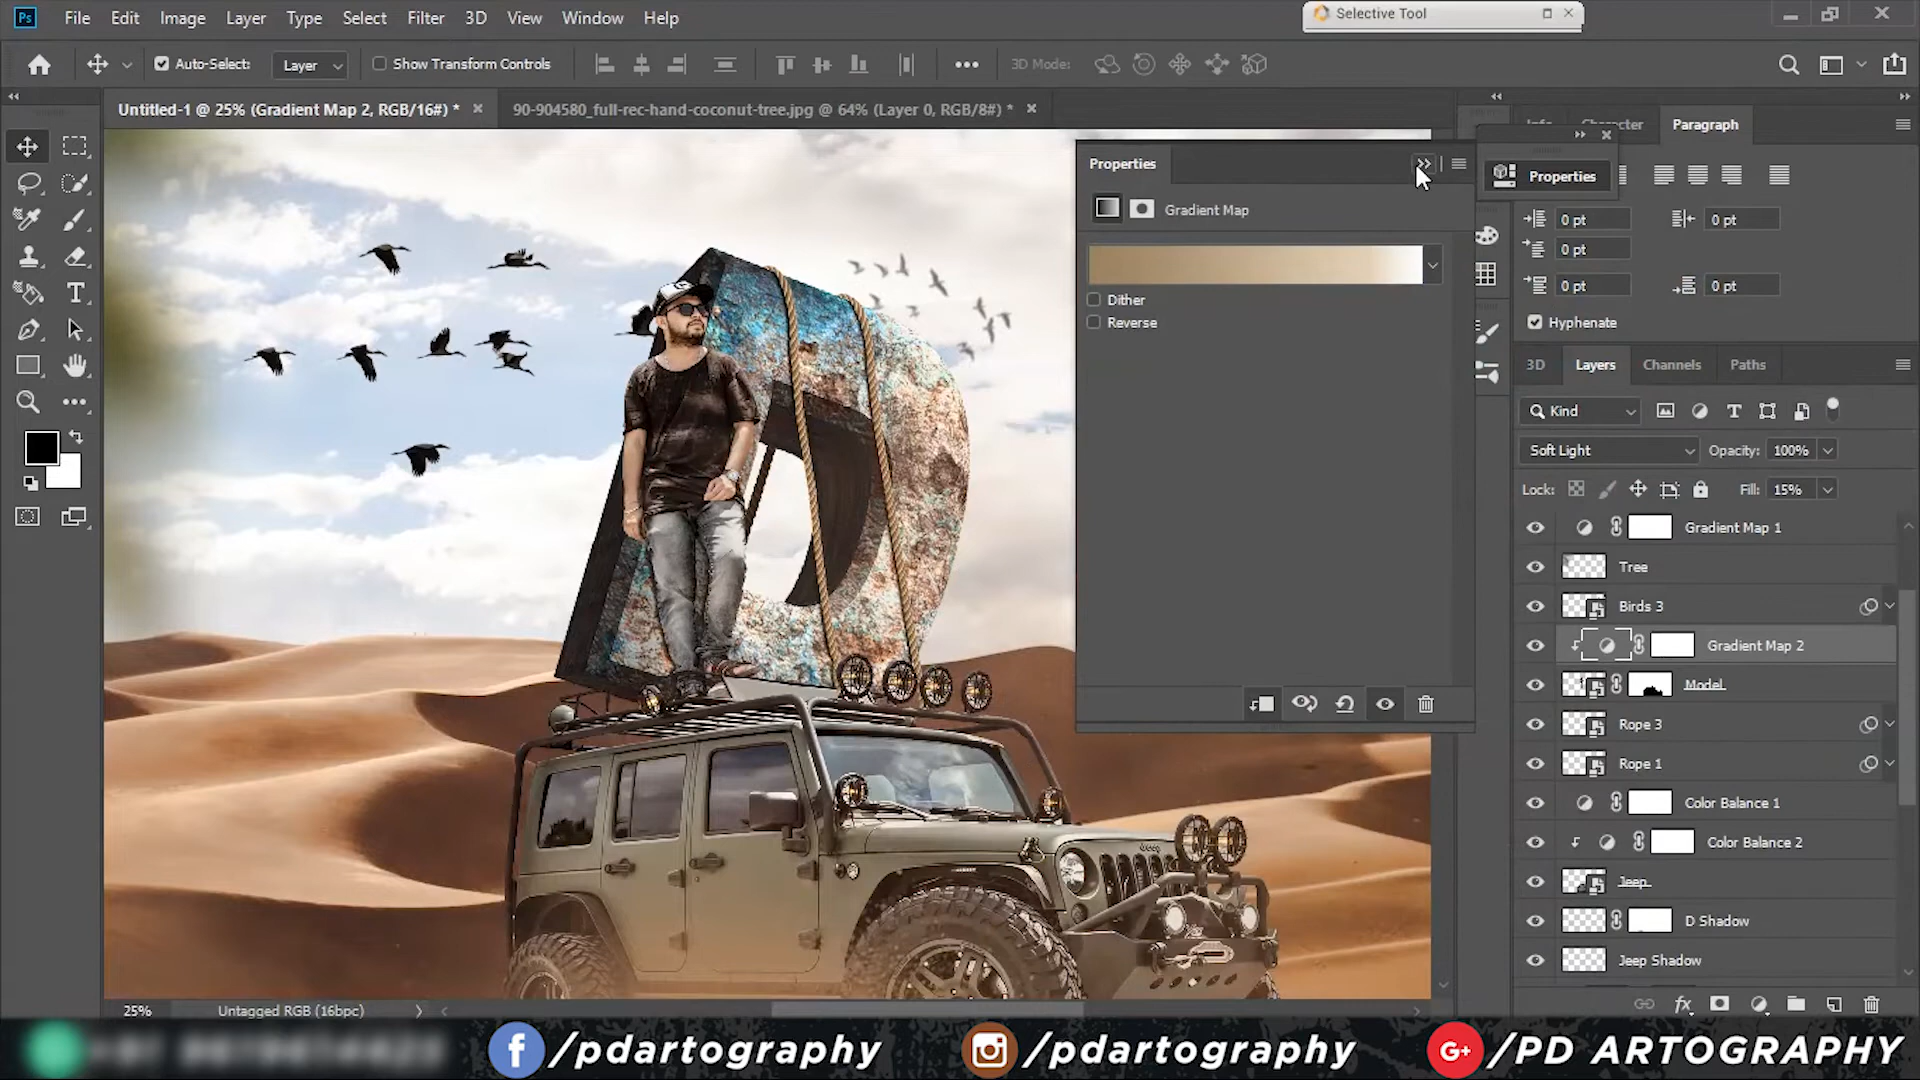 Ps File Edit Image Layer Type Select Filter 3D View Window Help
Selective Tool
Auto-Select: Layer Show Transform Controls 3D Mode:
Untitled-1 @ 25% (Gradient Map 2, RGB/16#) * 90-904580_full-rec-hand-coconut-tree.jpg @ 64% (Layer 0, RGB/8#) *
Character Paragraph
Properties
Properties
Gradient Map
0 pt 0 pt
0 pt
0 pt 0 pt
Dither
Reverse
Hyphenate
3D Layers Channels Paths
Kind
Soft Light Opacity: 100%
Lock: Fill: 15%
Gradient Map 1
Tree
Birds 3
Gradient Map 2
Model
Rope 3
Rope 1
Color Balance 1
Color Balance 2
Jeep
D Shadow
Jeep Shadow
Jeep
25% Untagged RGB (16bpc)
/pdartography /pdartography G+ /PD ARTOGRAPHY